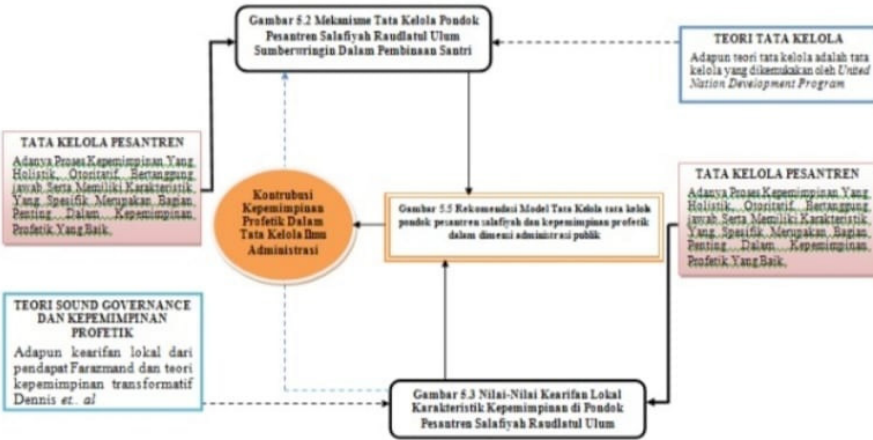 Gambar 5.2 Mekanisme Tata Kelola Pondok
Pesantren Salafiyah Raudlatul Ulum
Sumberwringin Dalam Pembinaan Santri
TEORI TATA KELOLA
Adapun teori tata kelola adalah tata
kelola yang dikemukakan oleh United
Nation Development Program
TATA KELOLA PESANTREN
Adanya Proses Kepemimpinan Yang
Holistik, Otoritatif, Bertanggung
jawab Serta Memiliki Karakteristik
Yang Spesifik Merupakan Bagian
Penting Dalam Kepemimpinan
Profetik Yang Baik.
Kontrubusi
Kepemimpinan
Profetik Dalam
Tata Kelola Ilmu
Administrasi
Gambar 5.5 Rekomendasi Model Tata Kelola tata kelola
pondok pesantren salafiyah dan kepemimpinan profetik
dalam dimensi administrasi publik
TATA KELOLA PESANTREN
Adanya Proses Kepemimpinan Yang
Holistik, Otoritatif, Bertanggung
jawab Serta Memiliki Karakteristik
Yang Spesifik Merupakan Bagian
Penting Dalam Kepemimpinan
Profetik Yang Baik.
TEORI SOUND GOVERNANCE
DAN KEPEMIMPINAN
PROFETIK
Adapun kearifan lokal dari
pendapat Farazmand dan teori
kepemimpinan transformatif
Dennis et.. al
Gambar 5.3 Nilai-Nilai Kearifan Lokal
Karakteristik Kepemimpinan di Pondok
Pesantren Salafiyah Raudlatul Ulum